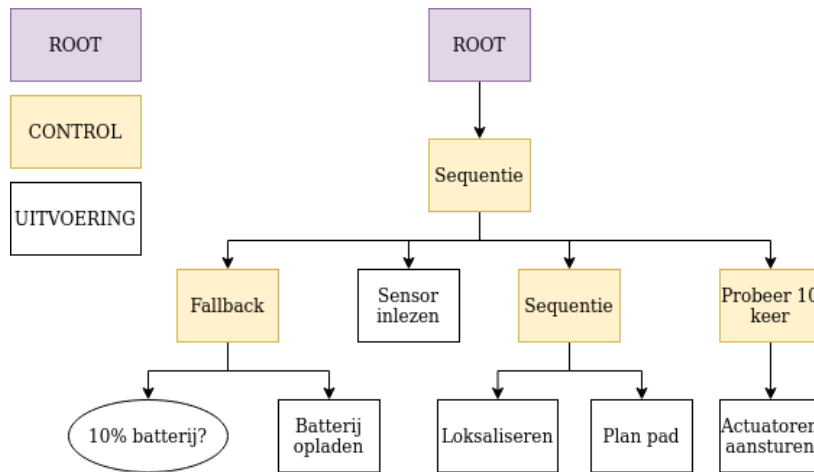 ROOT
ROOT
CONTROL
Sequentie
UITVOERING
Fallback
Sensor
inlezen
Sequentie
Probeer 10
keer
10% batterij?
Batterij
opladen
Loksaliseren
Plan pad
Actuatoren
aansturen